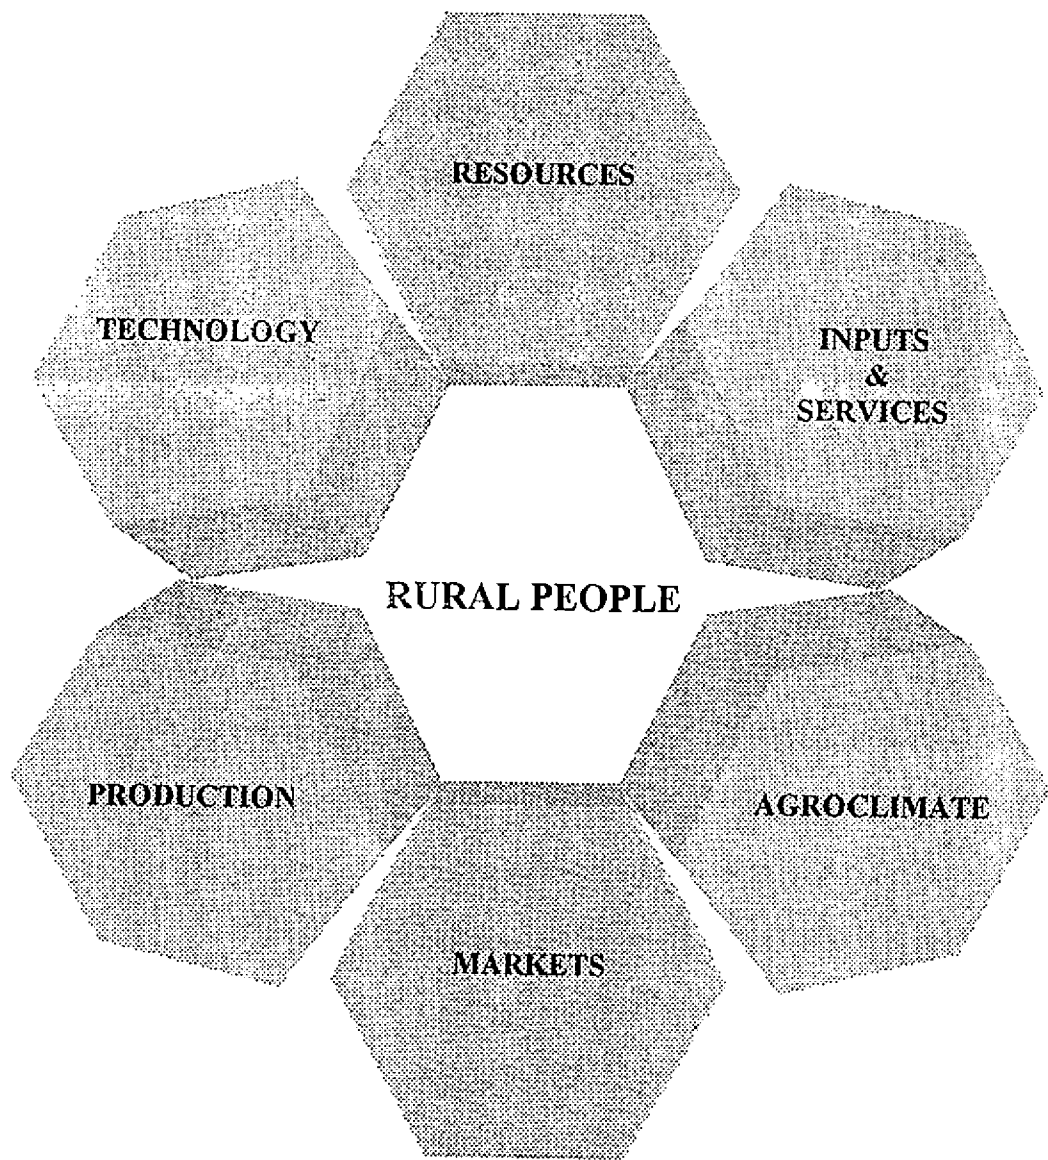 RESOURCES
TECHNOLOGY
INPUTS
&
SERVICES
RURAL PEOPLE
PRODUCTION
AGROCLIMATE
MARKETS